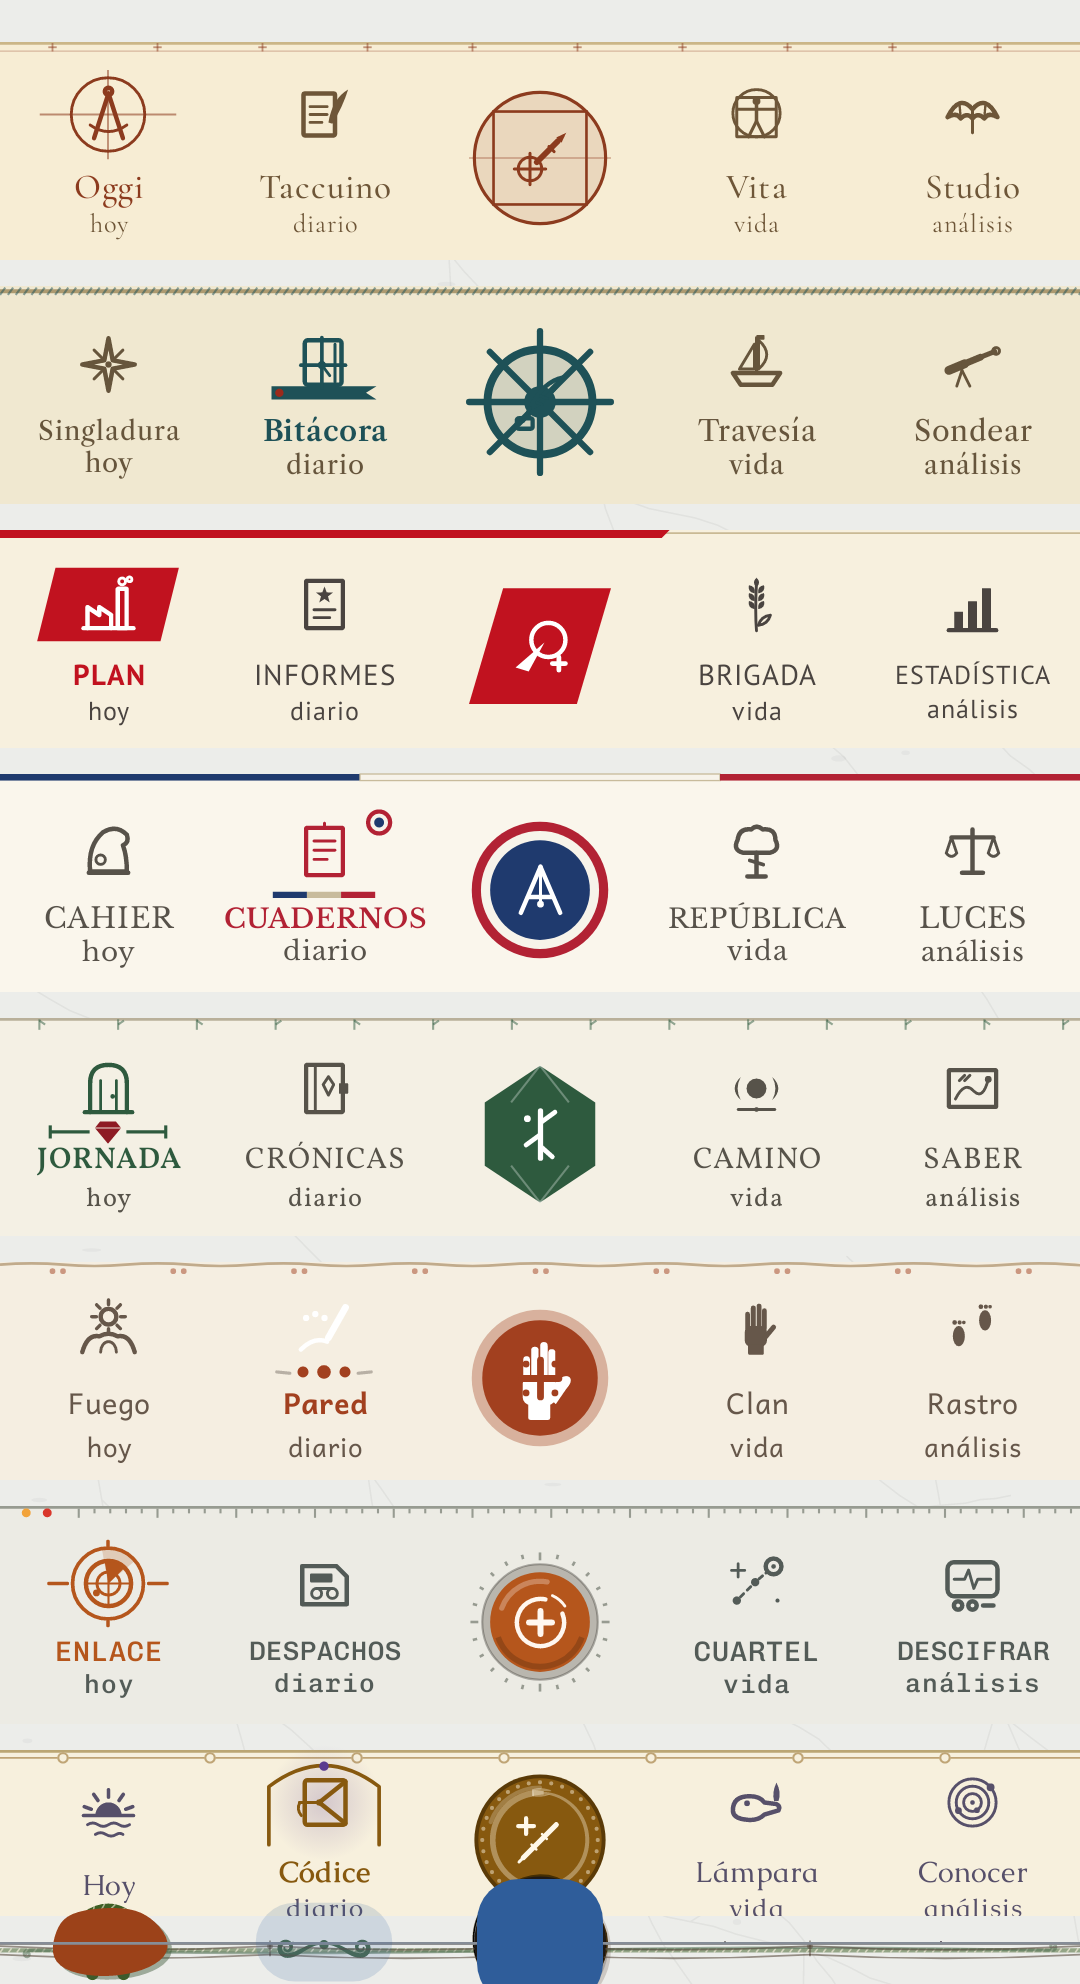 Oggi Taccuino Vita Studio
hoy diario vida análisis
Singladura Bitácora Travesía Sondear
hoy diario vida análisis
PLAN INFORMES BRIGADA ESTADÍSTICA
hoy diario vida análisis
CAHIER CUADERNOS REPÚBLICA LUCES
hoy diario vida análisis
JORNADA CRÓNICAS CAMINO SABER
hoy diario vida análisis
Fuego Pared Clan Rastro
hoy diario vida análisis
ENLACE DESPACHOS CUARTEL DESCIFRAR
hoy diario vida análisis
Hoy Códice Lámpara Conocer
diario vida análisis